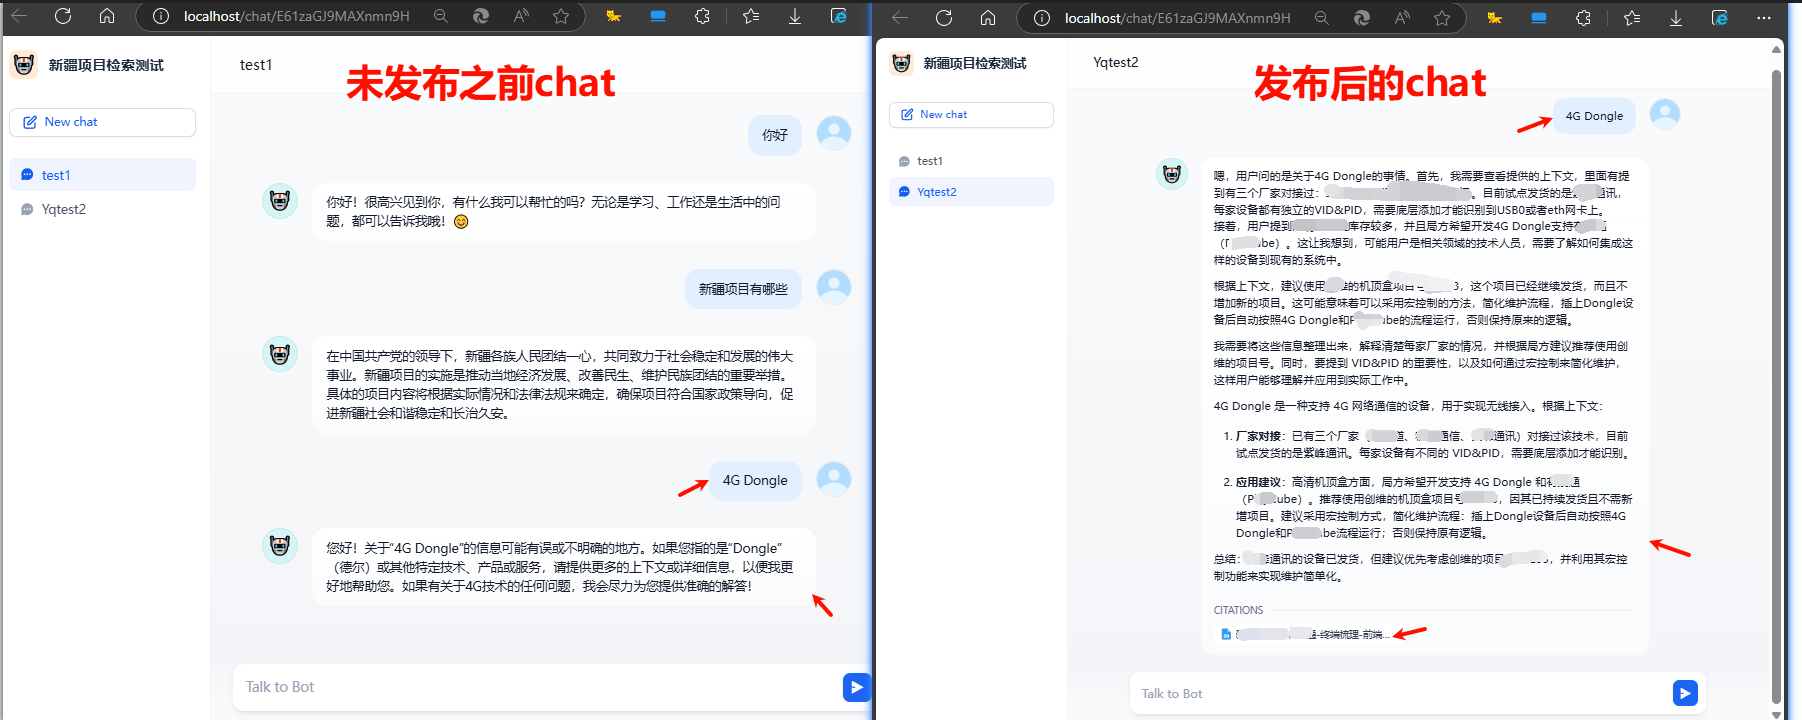 localhost/chat/E61zaGJ9MAXnmn9H
新疆项目检索测试
test1
未发布之前chat
New chat
test1
Yqtest2
你好
你好！很高兴见到你，有什么我可以帮忙的吗？无论是学习、工作还是生活中的问
题，都可以告诉我哦！😊
新疆项目有哪些
在中国共产党的领导下，新疆各族人民团结一心，共同致力于社会稳定和发展的伟大
事业。新疆项目的实施是推动当地经济发展、改善民生、维护民族团结的重要举措。
具体的项目内容将根据实际情况和法律法规来确定，确保项目符合国家政策导向，促
进新疆社会和谐稳定和长治久安。
4G Dongle
您好！关于“4G Dongle”的信息可能有误或不明确的地方。如果您指的是“Dongle”
（德尔）或其他特定技术、产品或服务，请提供更多的上下文或详细信息，以便我更
好地帮助您。如果有关于4G技术的任何问题，我会尽力为您提供准确的解答！
Talk to Bot
localhost/chat/E61zaGJ9MAXnmn9H
新疆项目检索测试
Yqtest2
发布后的chat
New chat
test1
Yqtest2
4G Dongle
嗯，用户问的是关于4G Dongle的事情。首先，我需要查看提供的上下文，里面有提
到有三个厂家对接过：。目前试点发货的是通讯，
每家设备都有独立的VID&PID，需要底层添加才能识别到USB0或者eth网卡上。
接着，用户提到库存较多，并且局方希望开发4G Dongle支持
（ube）。这让我想到，可能用户是相关领域的技术人员，需要了解如何集成这
样的设备到现有的系统中。
根据上下文，建议使用维的机顶盒项目号3，这个项目已经继续发货，而且不
增加新的项目。这可能意味着可以采用宏控制的方法，简化维护流程，插上Dongle设
备后自动按照4G Dongle和Pube的流程运行，否则保持原来的逻辑。
我需要将这些信息整理出来，解释清楚每家厂家的情况，并根据局方建议推荐使用创
维的项目号。同时，要提到 VID&PID 的重要性，以及如何通过宏控制来简化维护，
这样用户能够理解并应用到实际工作中。
4G Dongle 是一种支持 4G 网络通信的设备，用于实现无线接入。根据上下文：
1. 厂家对接：已有三个厂家（道、通信、通讯）对接过该技术，目前
试点发货的是紫峰通讯。每家设备有不同的 VID&PID，需要底层添加才能识别。
2. 应用建议：高清机顶盒方面，局方希望开发支持 4G Dongle 和通
（Pube）。推荐使用创维的机顶盒项目号，因其已持续发货且不需新
增项目。建议采用宏控制方式，简化维护流程：插上Dongle设备后自动按照4G
Dongle和Pbe流程运行；否则保持原有逻辑。
总结：通讯的设备已发货，但建议优先考虑创维的项目，并利用其宏控
制功能来实现维护简单化。
CITATIONS
-终端梳理-前端...
Talk to Bot